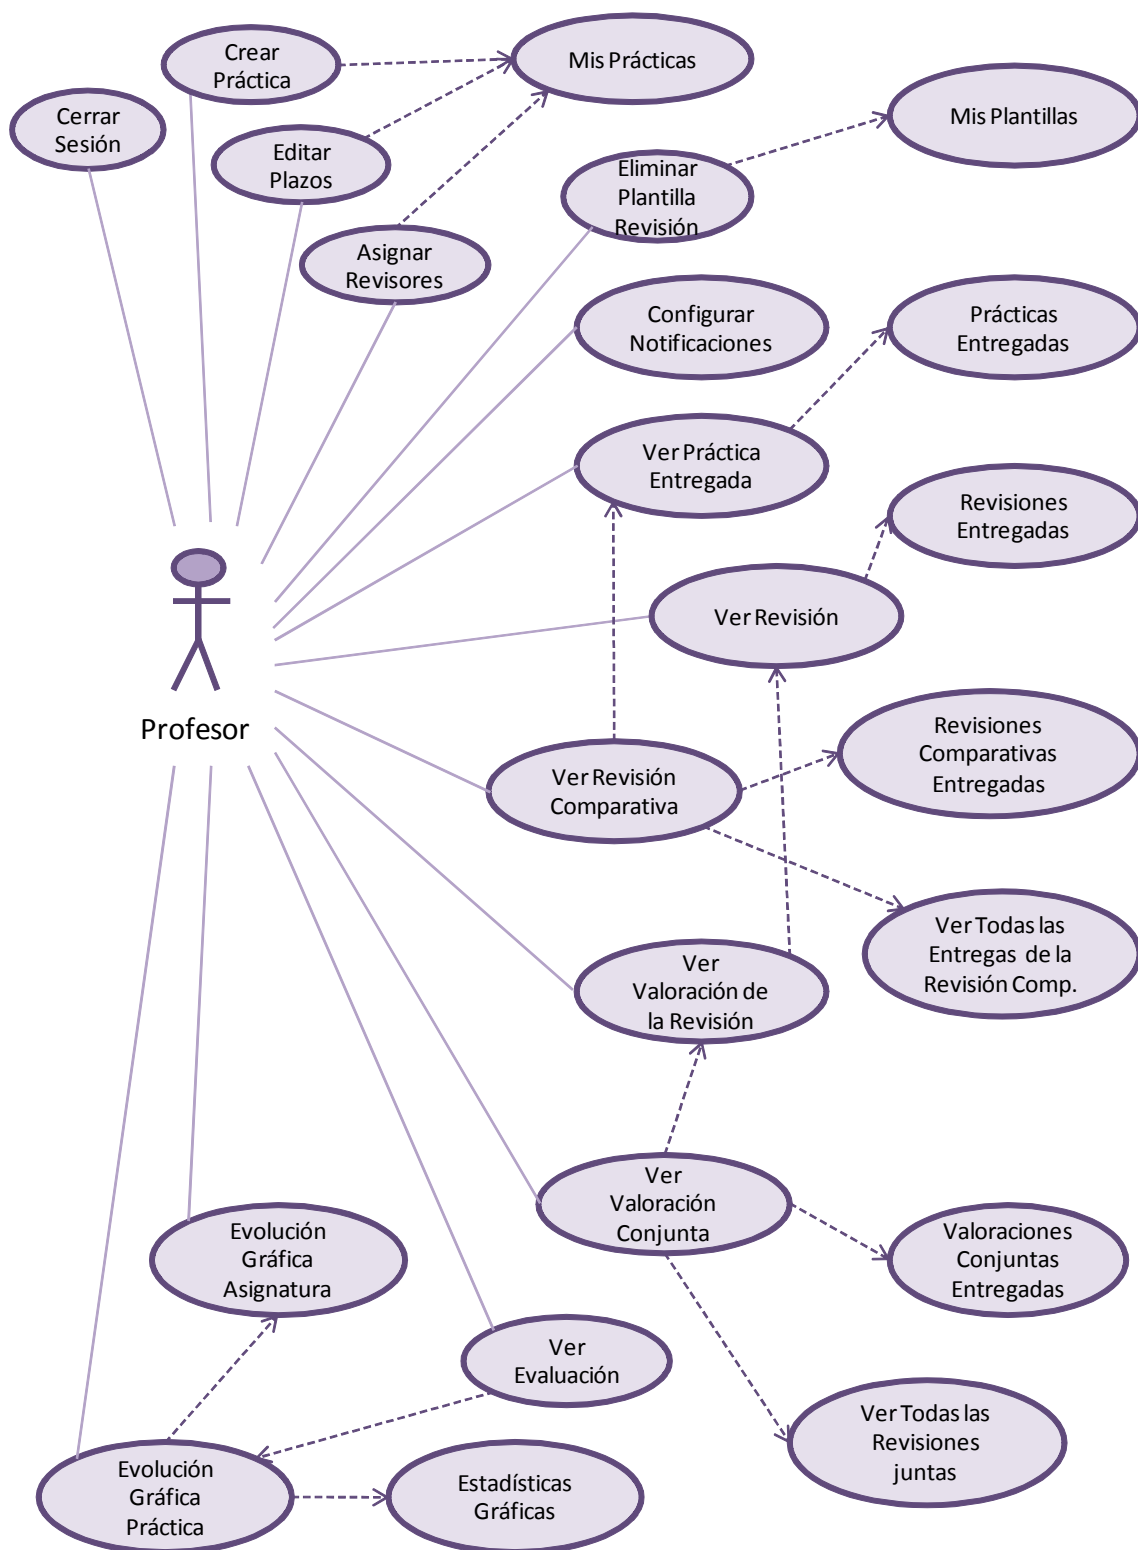 Crear
Práctica
Mis Prácticas
Mis Plantillas
Cerrar
Sesión
Editar
Plazos
Eliminar
Plantilla
Revisión
Asignar
Revisores
Configurar
Notificaciones
Prácticas
Entregadas
Ver Práctica
Entregada
Revisiones
Entregadas
Ver Revisión
Profesor
Ver Revisión
Comparativa
Revisiones
Comparativas
Entregadas
Ver Todas las
Entregas de la
Revisión Comp.
Ver
Valoración de
la Revisión
Ver
Valoración
Conjunta
Valoraciones
Conjuntas
Entregadas
Evolución
Gráfica
Asignatura
Ver
Evaluación
Ver Todas las
Revisiones
juntas
Evolución
Gráfica
Práctica
Estadísticas
Gráficas